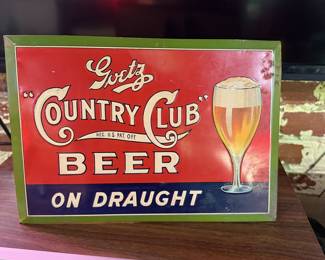 Goetz
"COUNTRY CLUB"
REG. U.S. PAT. OFF.
BEER
ON DRAUGHT